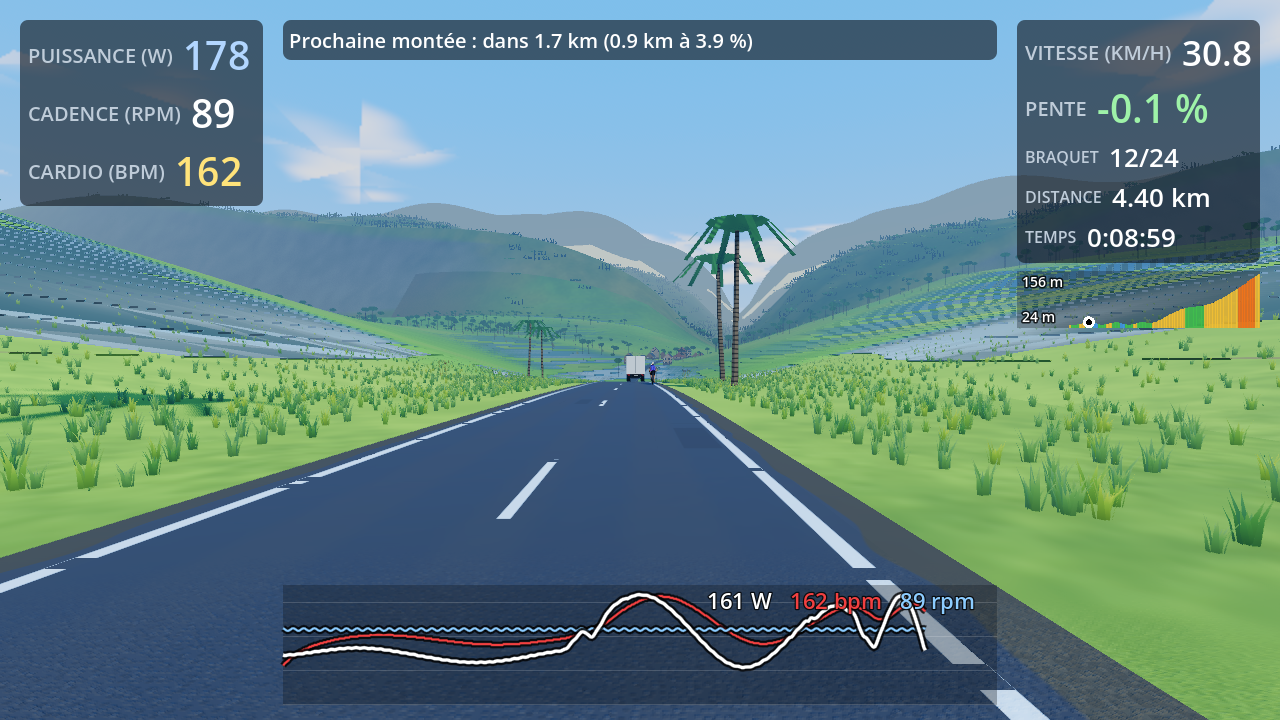 PUISSANCE (W) 178
CADENCE (RPM) 89
CARDIO (BPM) 162
Prochaine montée : dans 1.7 km (0.9 km à 3.9 %)
VITESSE (KM/H) 30.8
PENTE -0.1 %
BRAQUET 12/24
DISTANCE 4.40 km
TEMPS 0:08:59
156 m
24 m
161 W 162 bpm 89 rpm